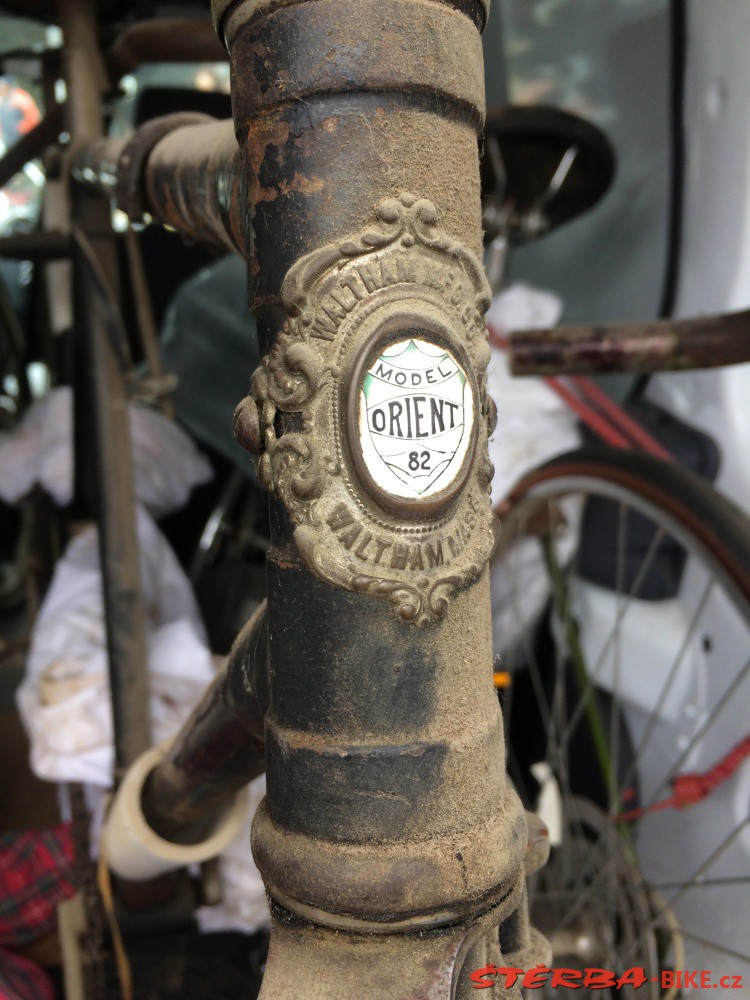 WALTHAM MFG CO.
MODEL
ORIENT
82
WALTHAM, MASS.
ŠTĚRBA-BIKE.cz